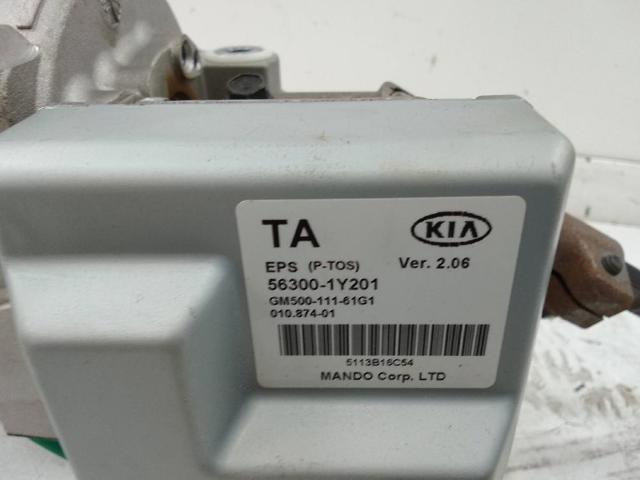 TA
KIA
EPS (P-TOS) Ver. 2.06
56300-1Y201
GM500-111-61G1
010.874-01
5113B16C54
MANDO Corp. LTD